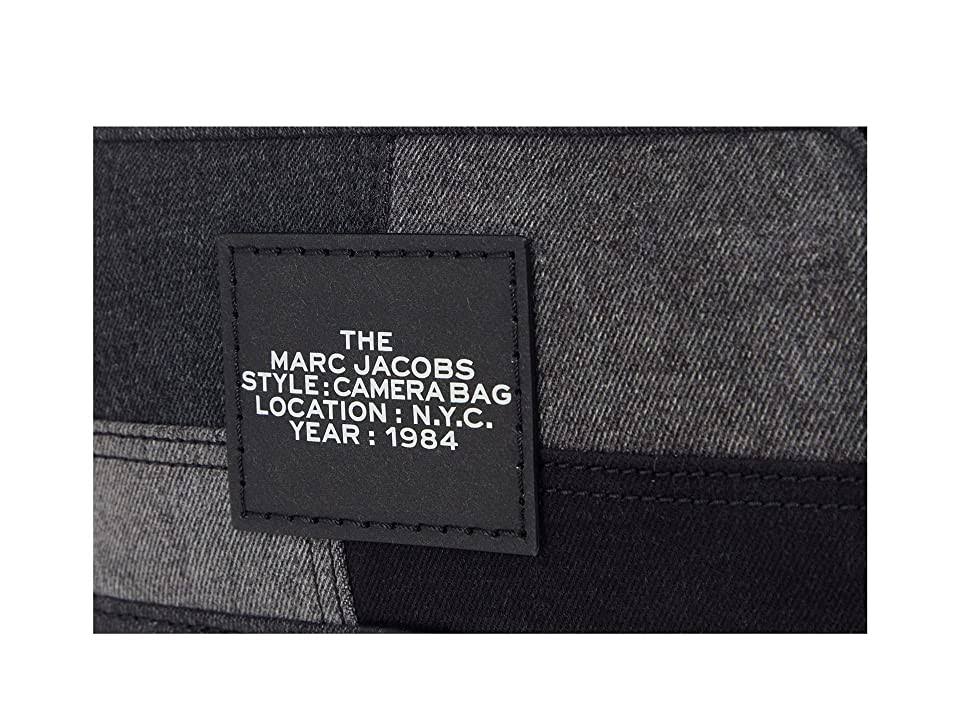 THE
MARC JACOBS
STYLE : CAMERA BAG
LOCATION : N.Y.C.
YEAR : 1984